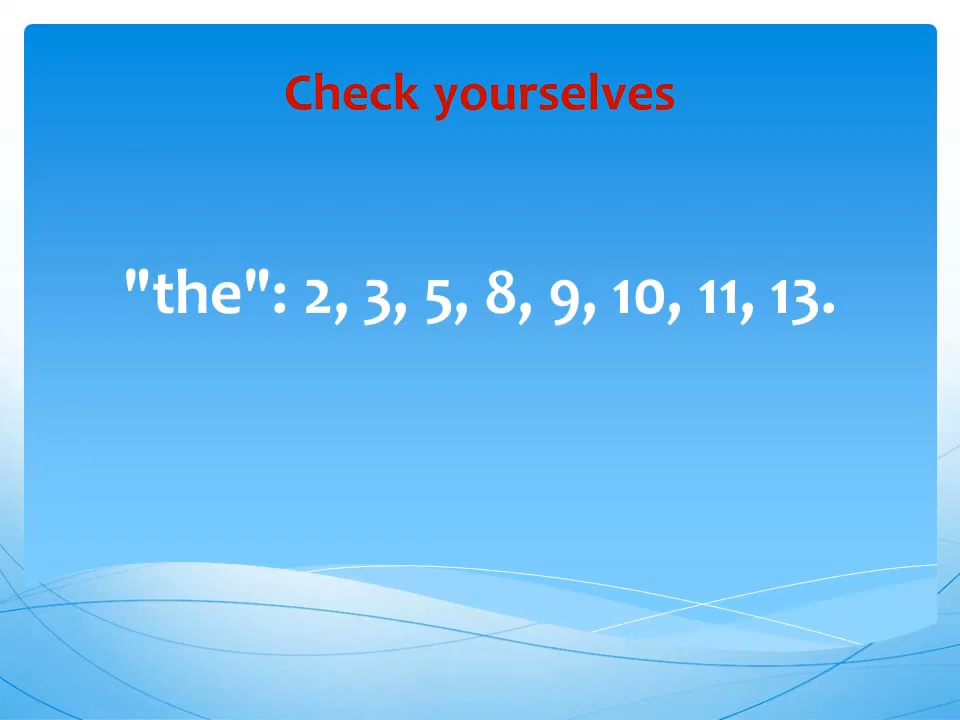 Check yourselves
"the": 2, 3, 5, 8, 9, 10, 11, 13.